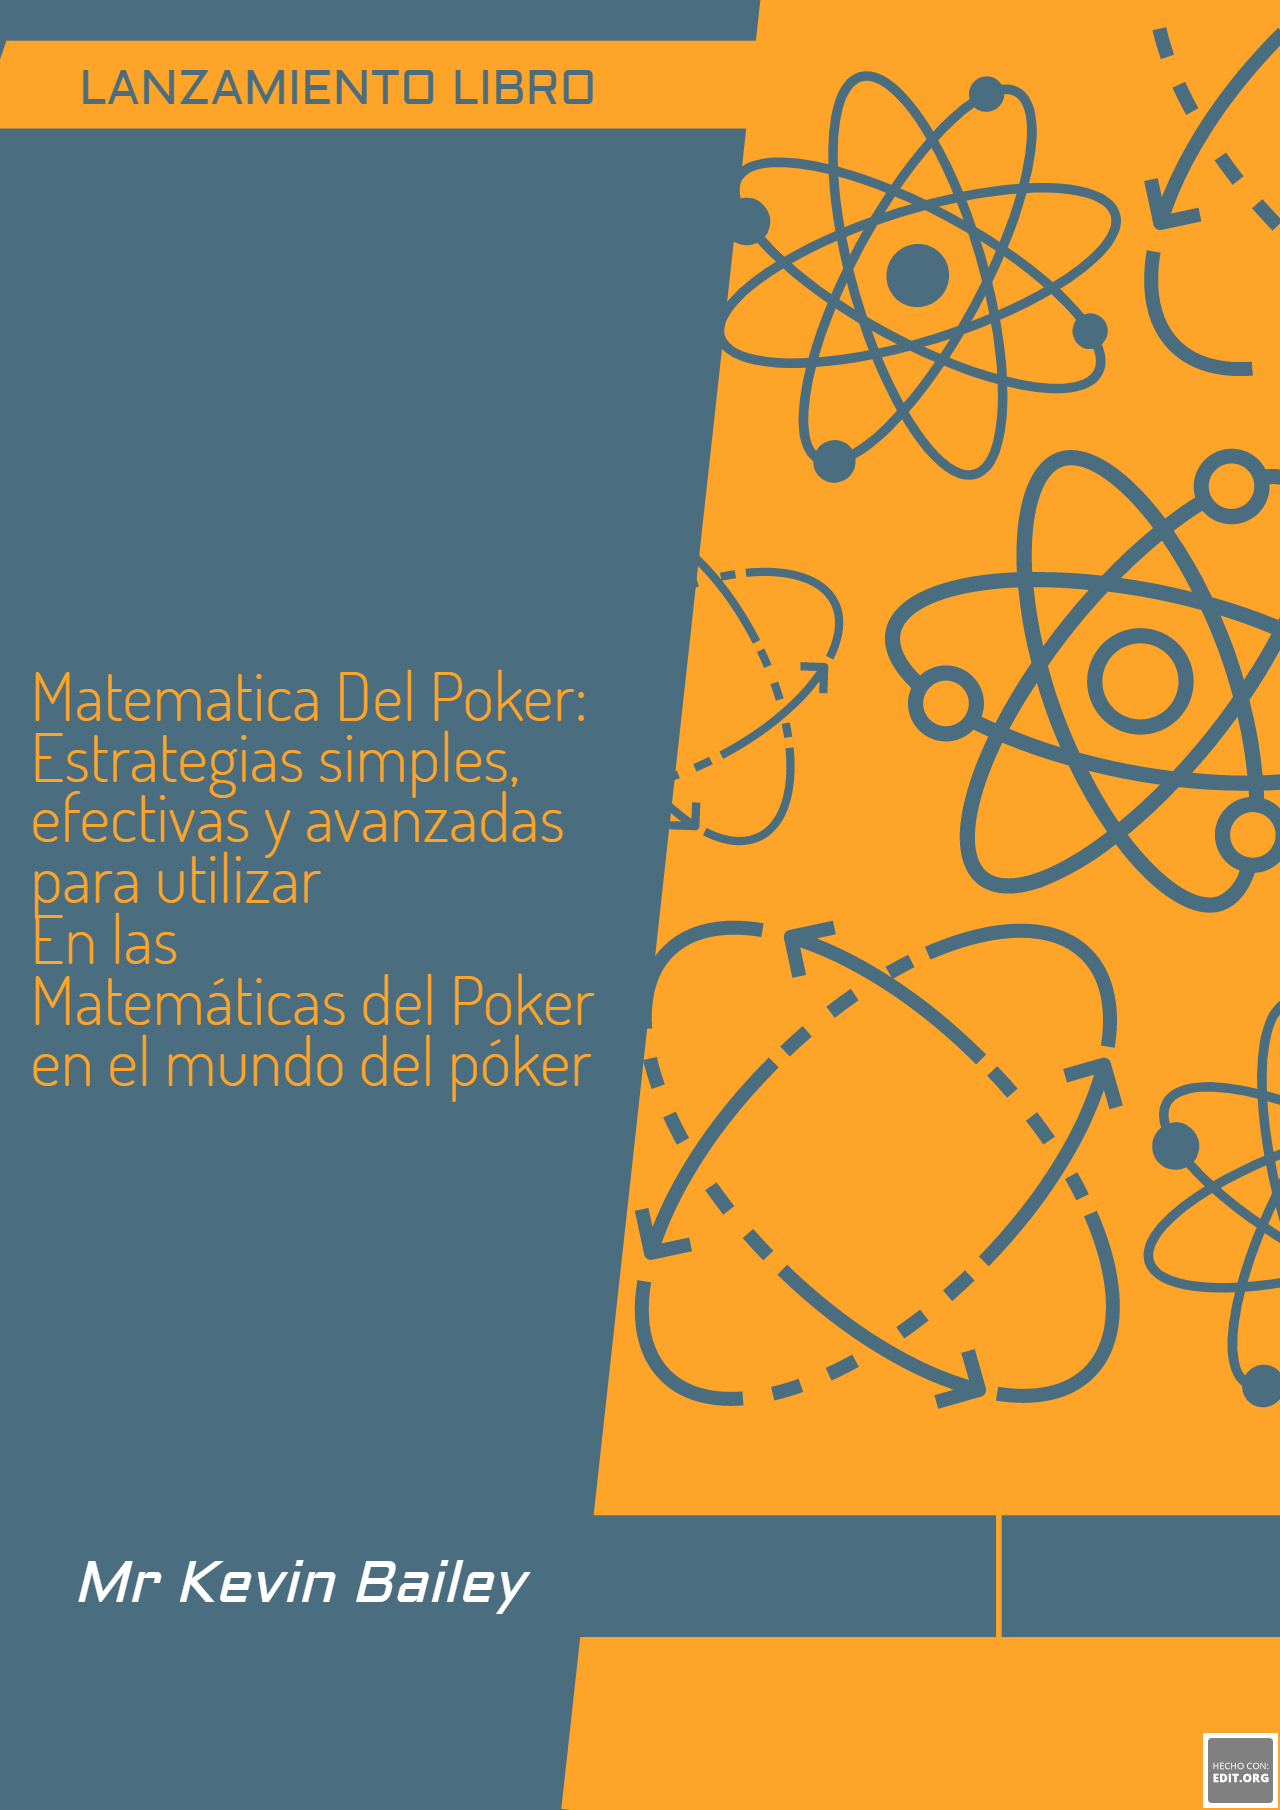 LANZAMIENTO LIBRO
Matematica Del Poker:
Estrategias simples,
efectivas y avanzadas
para utilizar
En las
Matemáticas del Poker
en el mundo del póker
Mr Kevin Bailey
HECHO CON:
EDIT.ORG